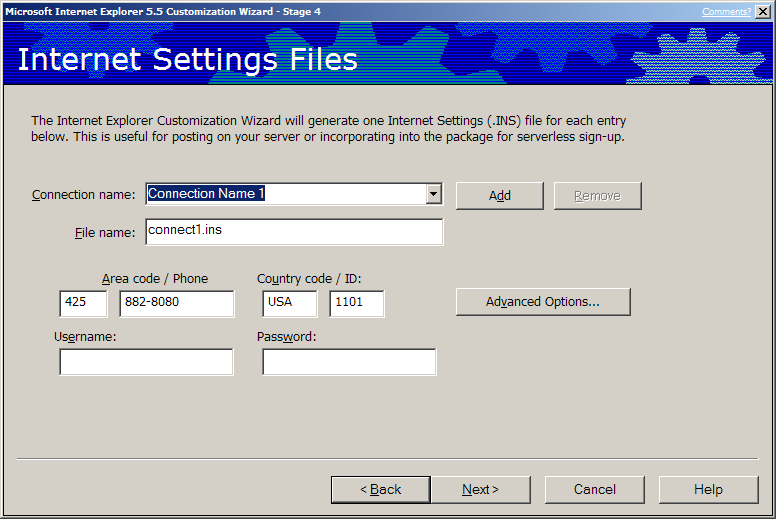 Microsoft Internet Explorer 5.5 Customization Wizard - Stage 4
Comments?
Internet Settings Files
The Internet Explorer Customization Wizard will generate one Internet Settings (.INS) file for each entry
below. This is useful for posting on your server or incorporating into the package for serverless sign-up.
Connection name: Connection Name 1 Add Remove
File name: connect1.ins
Area code / Phone Country code / ID:
425 882-8080 USA 1101 Advanced Options...
Username: Password:
< Back Next > Cancel Help